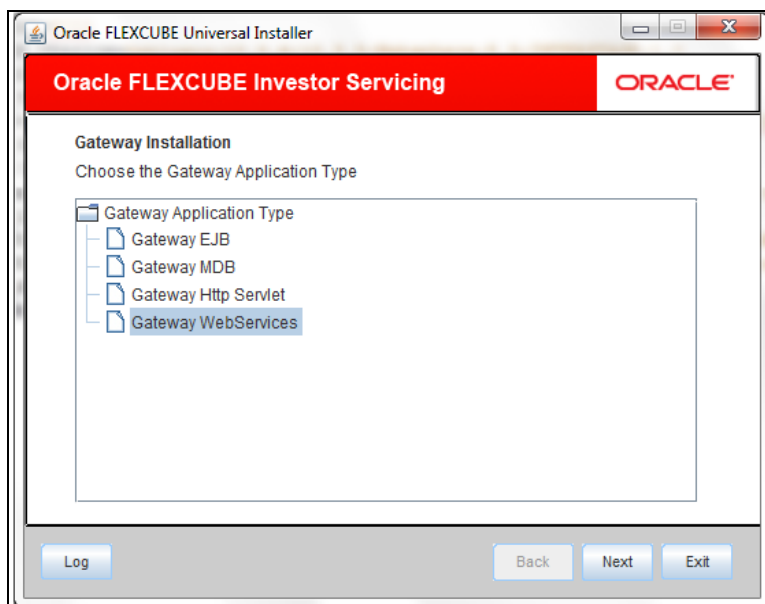 Oracle FLEXCUBE Universal Installer
Oracle FLEXCUBE Investor Servicing
ORACLE
Gateway Installation
Choose the Gateway Application Type
Gateway Application Type
Gateway EJB
Gateway MDB
Gateway Http Servlet
Gateway WebServices
Log Back Next Exit